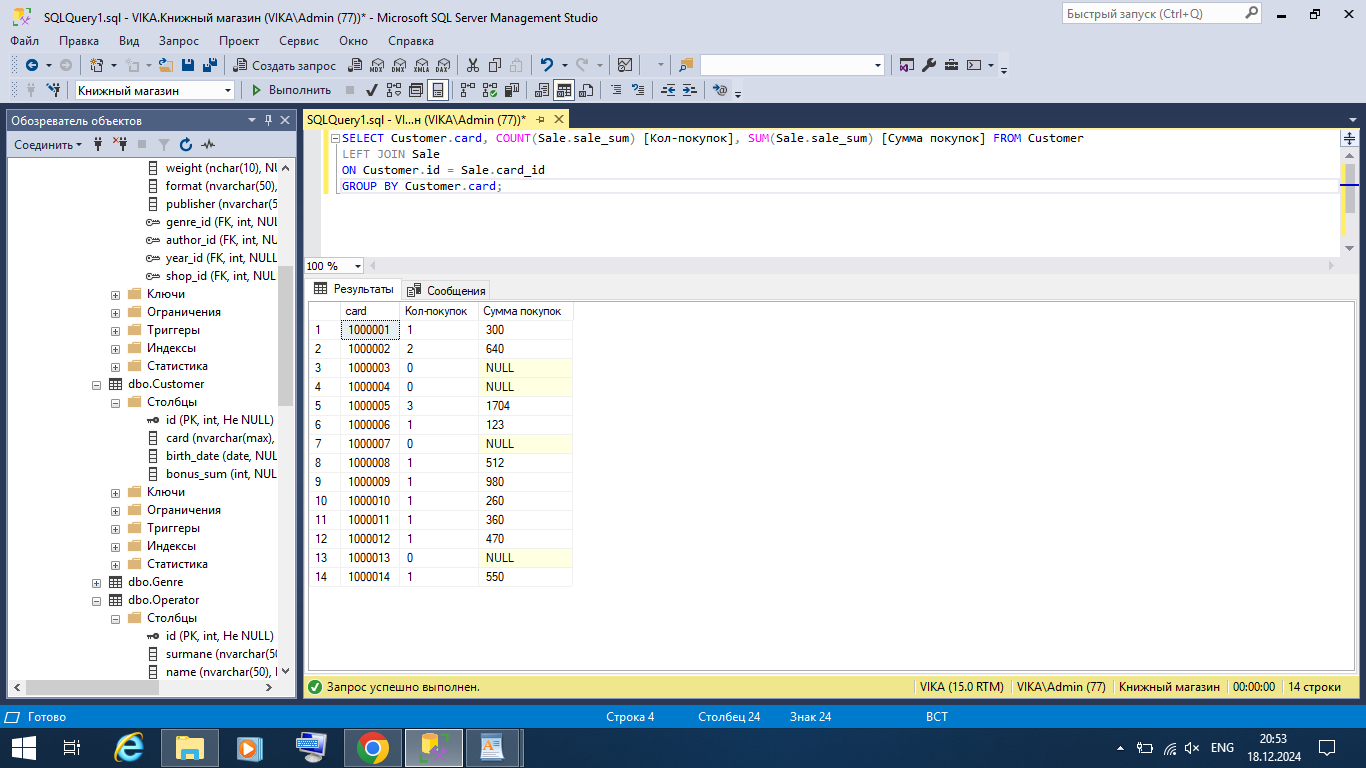 SQLQuery1.sql - VIKA.Книжный магазин (VIKA\Admin (77))* - Microsoft SQL Server Management Studio
Быстрый запуск (Ctrl+Q)
Файл Правка Вид Запрос Проект Сервис Окно Справка
Создать запрос MDX DMX XMLA DAX
Книжный магазин Выполнить
Обозреватель объектов
SQLQuery1.sql - VI...н (VIKA\Admin (77))*
Соединить
weight (nchar(10), NU
format (nvarchar(50),
publisher (nvarchar(5
genre_id (FK, int, NUL
author_id (FK, int, NU
year_id (FK, int, NULL
shop_id (FK, int, NUL
Ключи
Ограничения
Триггеры
Индексы
Статистика
dbo.Customer
Столбцы
id (PK, int, Не NULL)
card (nvarchar(max),
birth_date (date, NUL
bonus_sum (int, NUL
Ключи
Ограничения
Триггеры
Индексы
Статистика
dbo.Genre
dbo.Operator
Столбцы
id (PK, int, Не NULL)
surmane (nvarchar(50
name (nvarchar(50), 
SELECT Customer.card, COUNT(Sale.sale_sum) [Кол-покупок], SUM(Sale.sale_sum) [Сумма покупок] FROM Customer
LEFT JOIN Sale
ON Customer.id = Sale.card_id
GROUP BY Customer.card;
100 %
Результаты Сообщения
card Кол-покупок Сумма покупок
1 1000001 1 300
2 1000002 2 640
3 1000003 0 NULL
4 1000004 0 NULL
5 1000005 3 1704
6 1000006 1 123
7 1000007 0 NULL
8 1000008 1 512
9 1000009 1 980
10 1000010 1 260
11 1000011 1 360
12 1000012 1 470
13 1000013 0 NULL
14 1000014 1 550
Запрос успешно выполнен. VIKA (15.0 RTM) VIKA\Admin (77) Книжный магазин 00:00:00 14 строки
Готово Строка 4 Столбец 24 Знак 24 ВСТ
ENG 20:53
18.12.2024